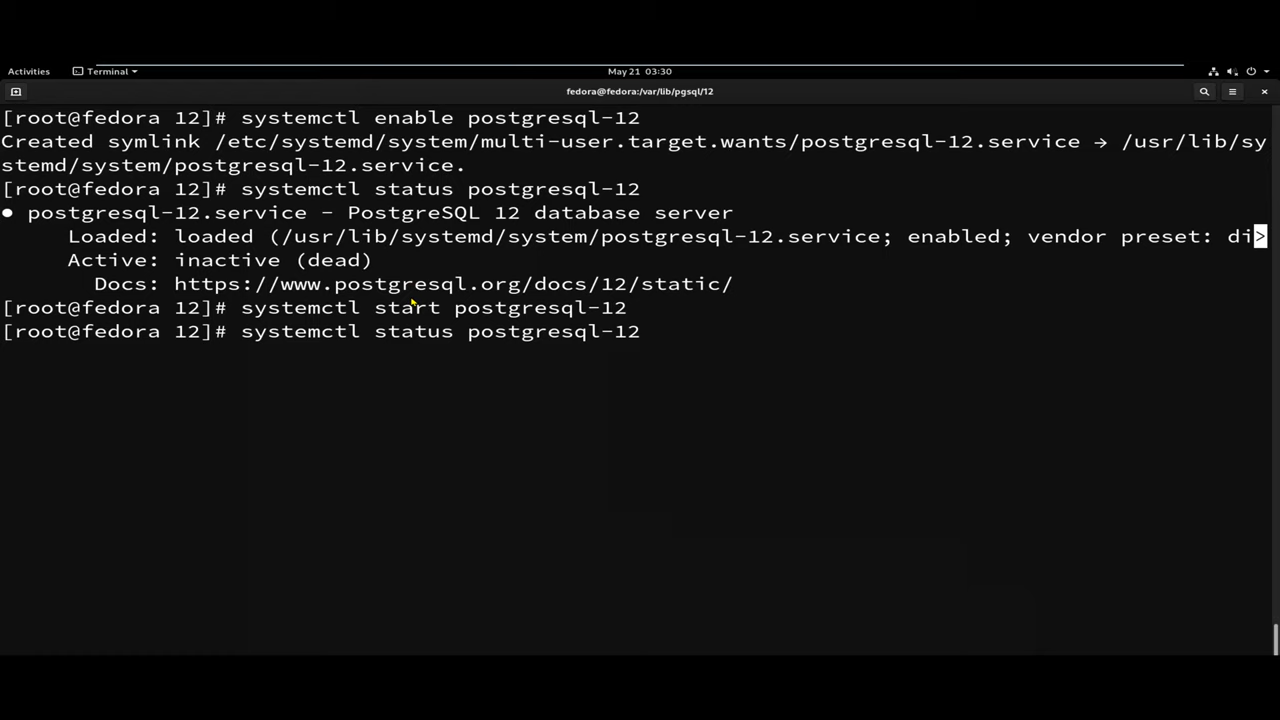 Activities
Terminal
May 21 03:30
fedora@fedora:/var/lib/pgsql/12
[root@fedora 12]# systemctl enable postgresql-12
Created symlink /etc/systemd/system/multi-user.target.wants/postgresql-12.service → /usr/lib/sy
stemd/system/postgresql-12.service.
[root@fedora 12]# systemctl status postgresql-12
● postgresql-12.service - PostgreSQL 12 database server
Loaded: loaded (/usr/lib/systemd/system/postgresql-12.service; enabled; vendor preset: di>
Active: inactive (dead)
Docs: https://www.postgresql.org/docs/12/static/
[root@fedora 12]# systemctl start postgresql-12
[root@fedora 12]# systemctl status postgresql-12